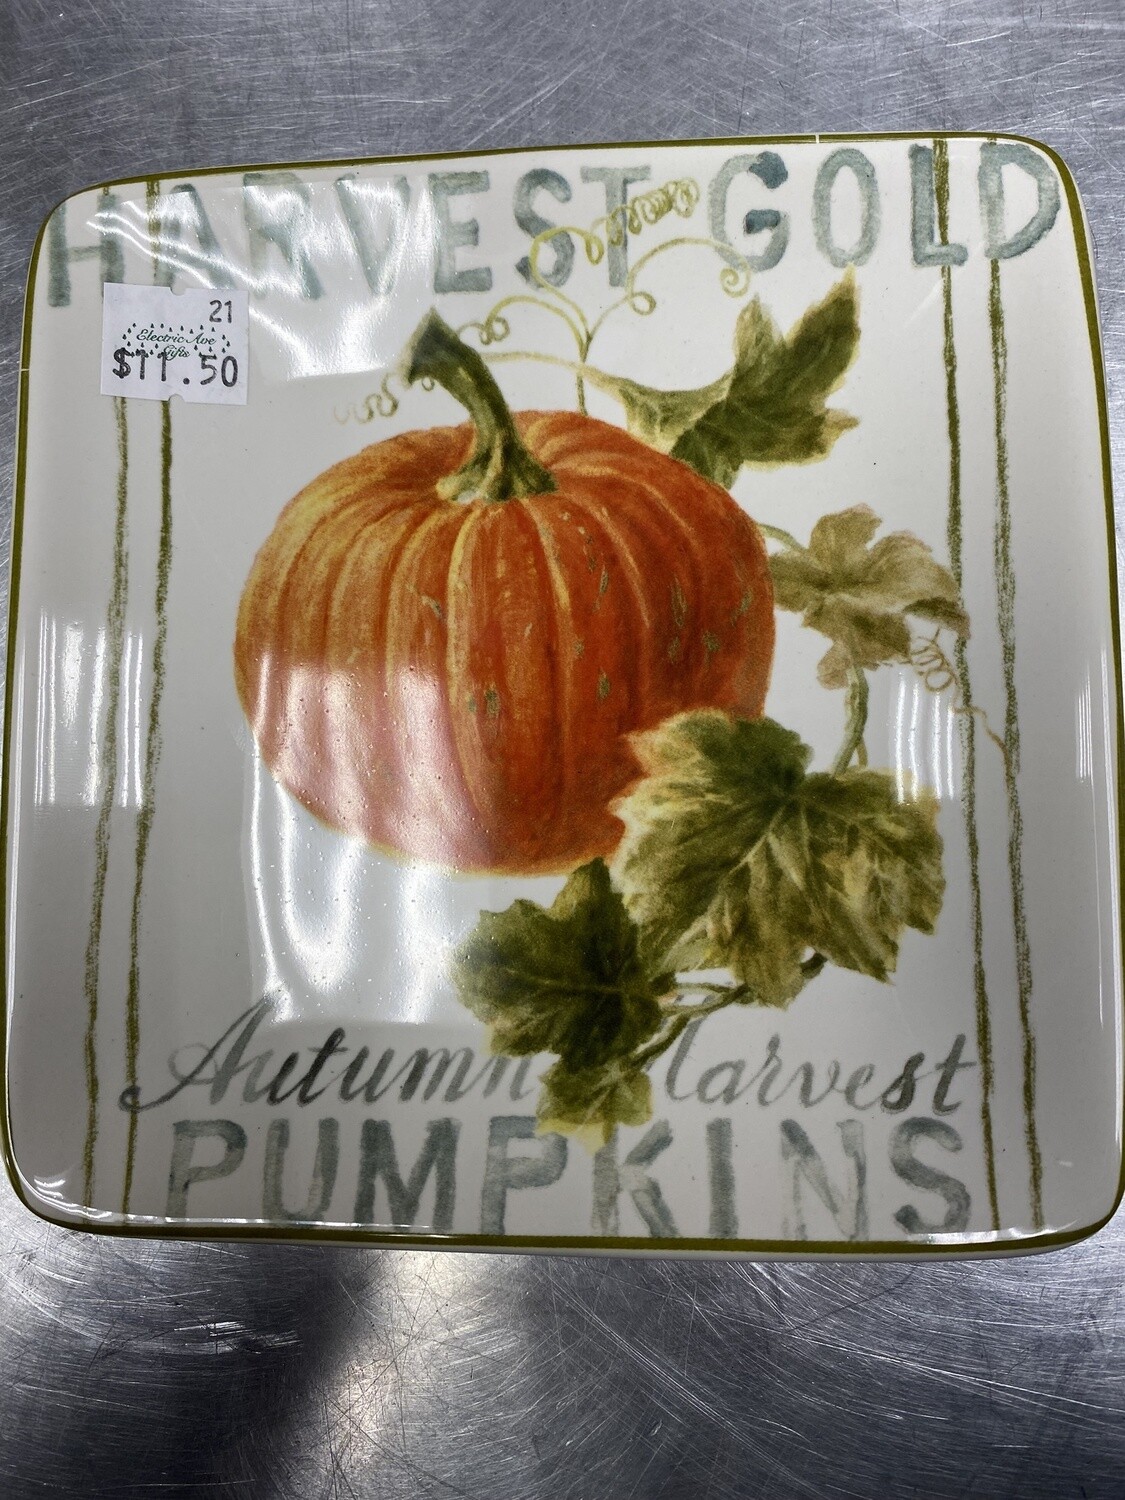 HARVEST GOLD
21
Electric Ave
Gifts
$11.50
Autumn Harvest
PUMPKINS